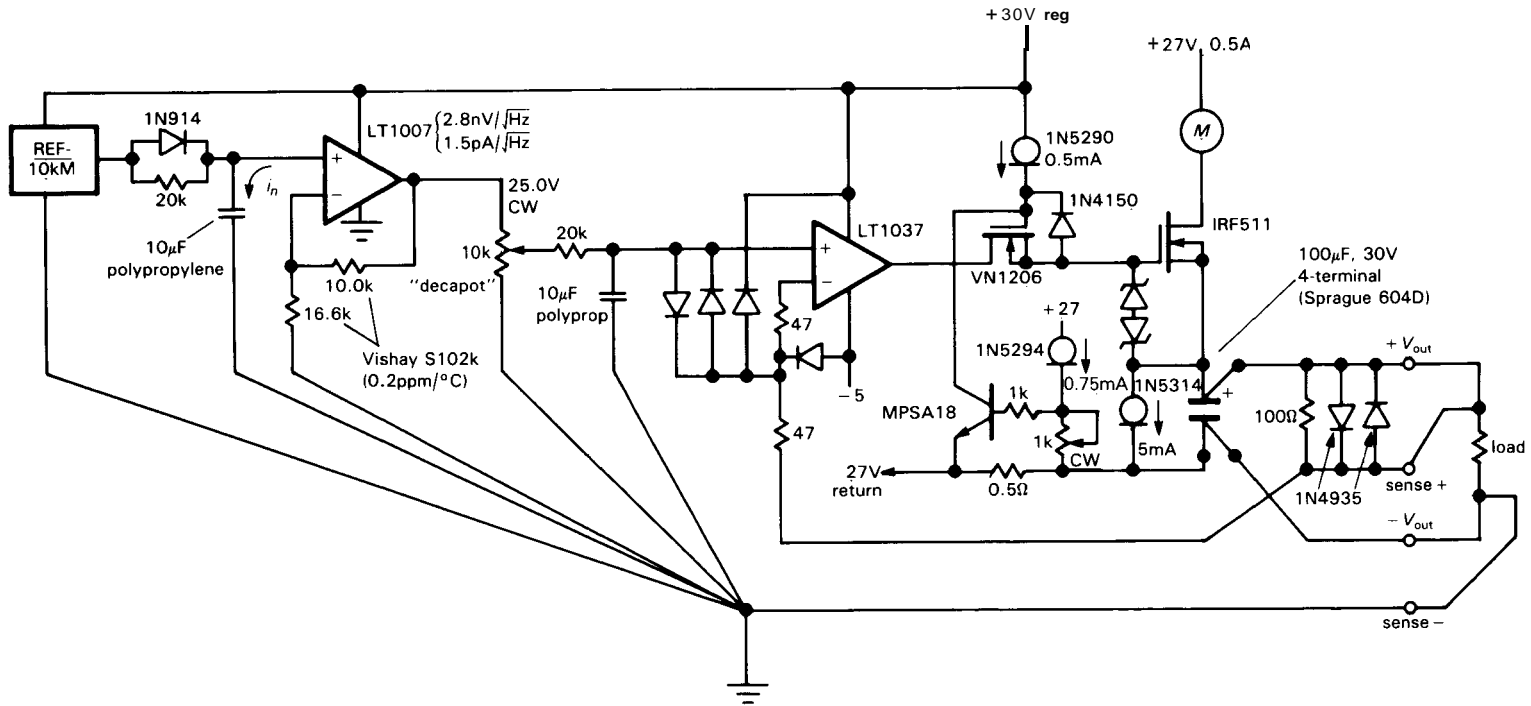 +30V reg
+27V, 0.5A
1N914
LT1007 { 2.8nV/√Hz
1.5pA/√Hz
REF-
10kM
M
1N5290
0.5mA
20k
in
25.0V
CW
1N4150
IRF511
LT1037
+
−
10μF
polypropylene
20k
+
−
10k
"decapot"
VN1206
100μF, 30V
4-terminal
(Sprague 604D)
10.0k
10μF
polyprop
47
+27
16.6k
1N5294
+ Vout
Vishay S102k
(0.2ppm/°C)
−5
0.75mA
1N5314
+
MPSA18
1k
100Ω
47
1k
CW
5mA
load
27V
return
0.5Ω
1N4935
sense +
− Vout
sense −